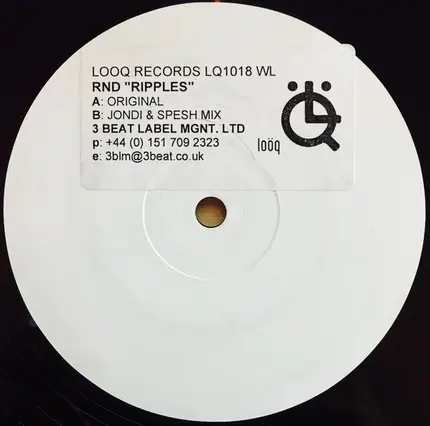 LOOQ RECORDS LQ1018 WL
RND "RIPPLES"
A: ORIGINAL
B: JONDI & SPESH MIX
3 BEAT LABEL MGNT. LTD
p: +44 (0) 151 709 2323
e: 3blm@3beat.co.uk
looq